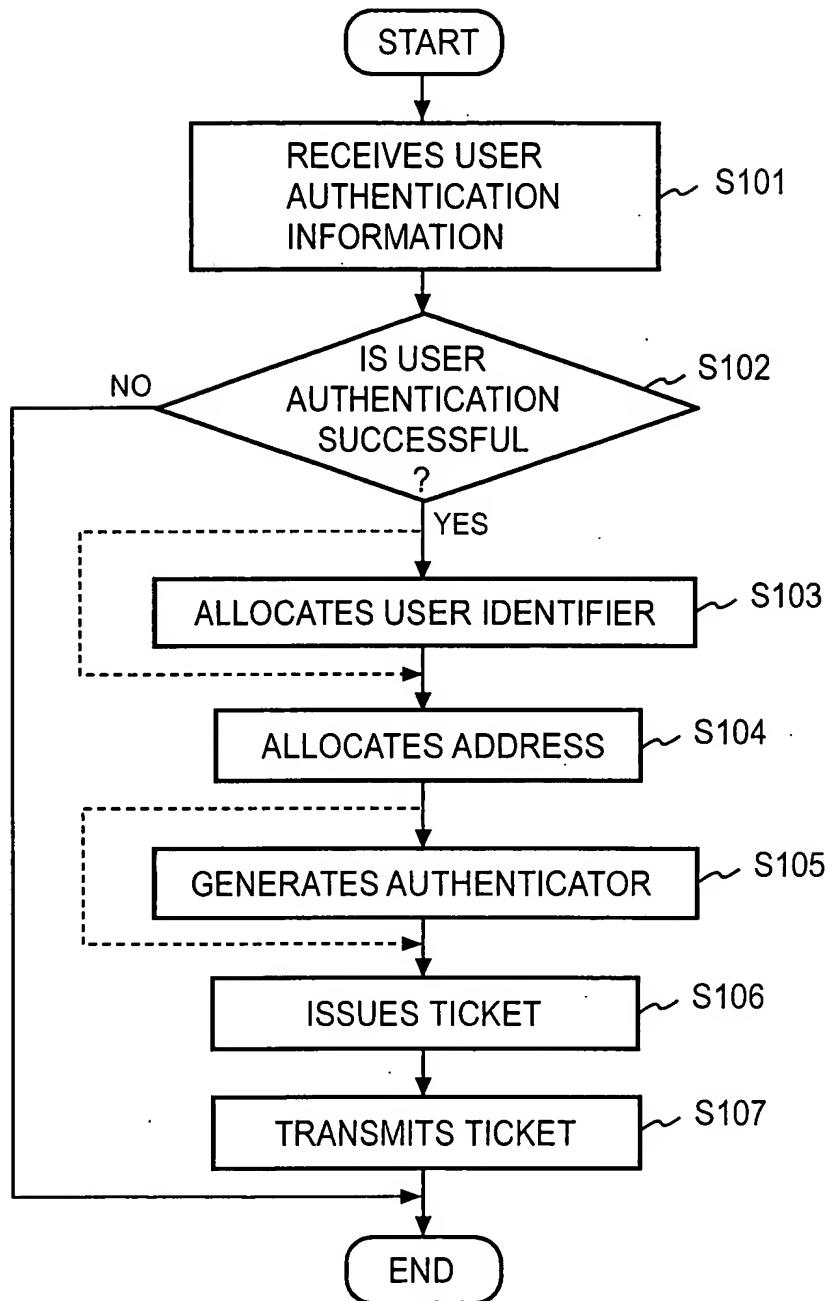 START
RECEIVES USER
AUTHENTICATION
INFORMATION
S101
IS USER
AUTHENTICATION
SUCCESSFUL
?
S102
NO
YES
ALLOCATES USER IDENTIFIER
S103
ALLOCATES ADDRESS
S104
GENERATES AUTHENTICATOR
S105
ISSUES TICKET
S106
TRANSMITS TICKET
S107
END